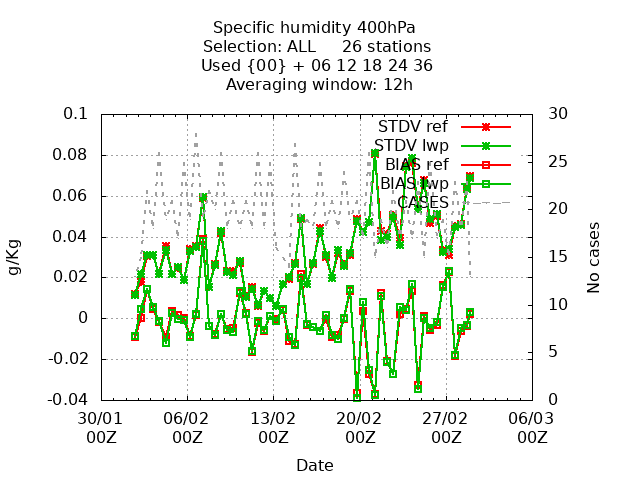 Specific humidity 400hPa
Selection: ALL 26 stations
Used {00} + 06 12 18 24 36
Averaging window: 12h
STDV ref
STDV lwp
BIAS ref
BIAS lwp
CASES
0.1
0.08
0.06
0.04
0.02
0
-0.02
-0.04
g/Kg
30
25
20
15
10
5
0
No cases
30/01 06/02 13/02 20/02 27/02 06/03
00Z 00Z 00Z 00Z 00Z 00Z
Date